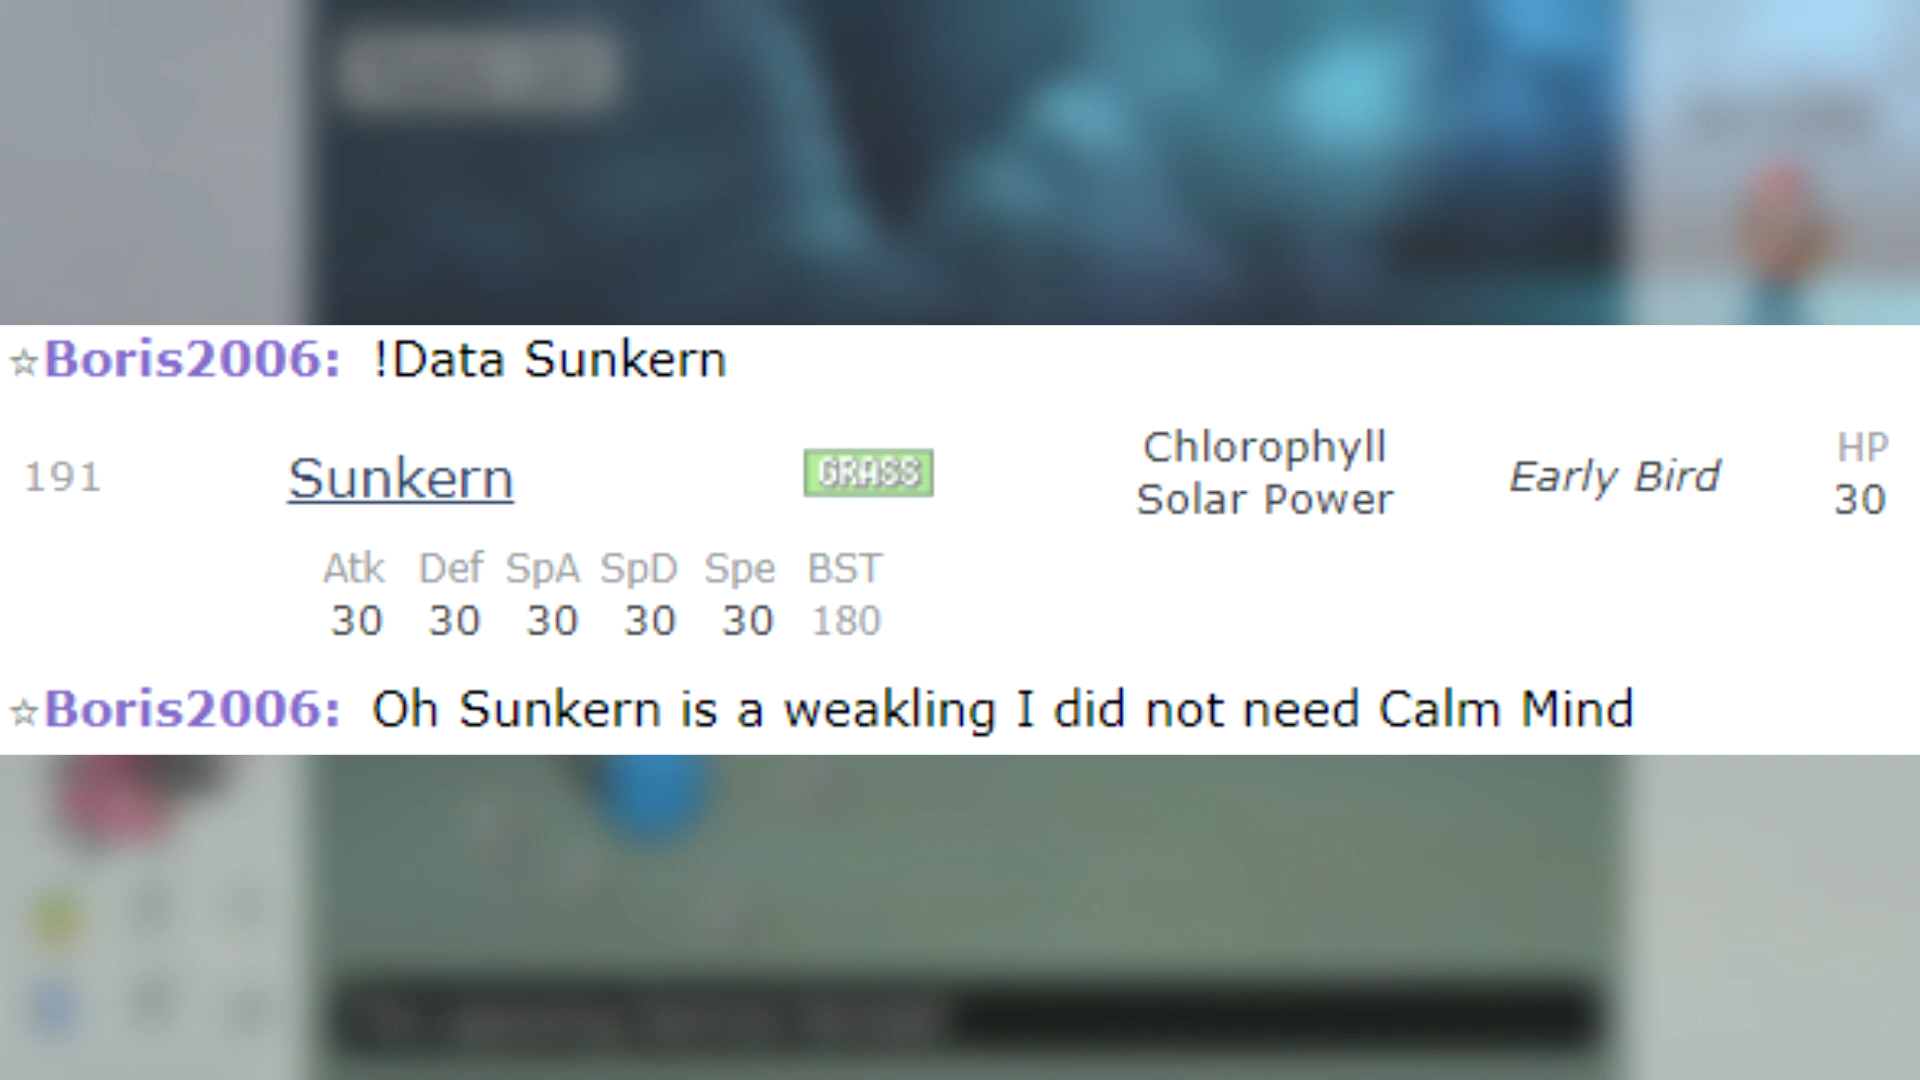 ☆Boris2006: !Data Sunkern
191 Sunkern GRASS Chlorophyll Solar Power Early Bird HP 30
Atk Def SpA SpD Spe BST
30 30 30 30 30 180
☆Boris2006: Oh Sunkern is a weakling I did not need Calm Mind